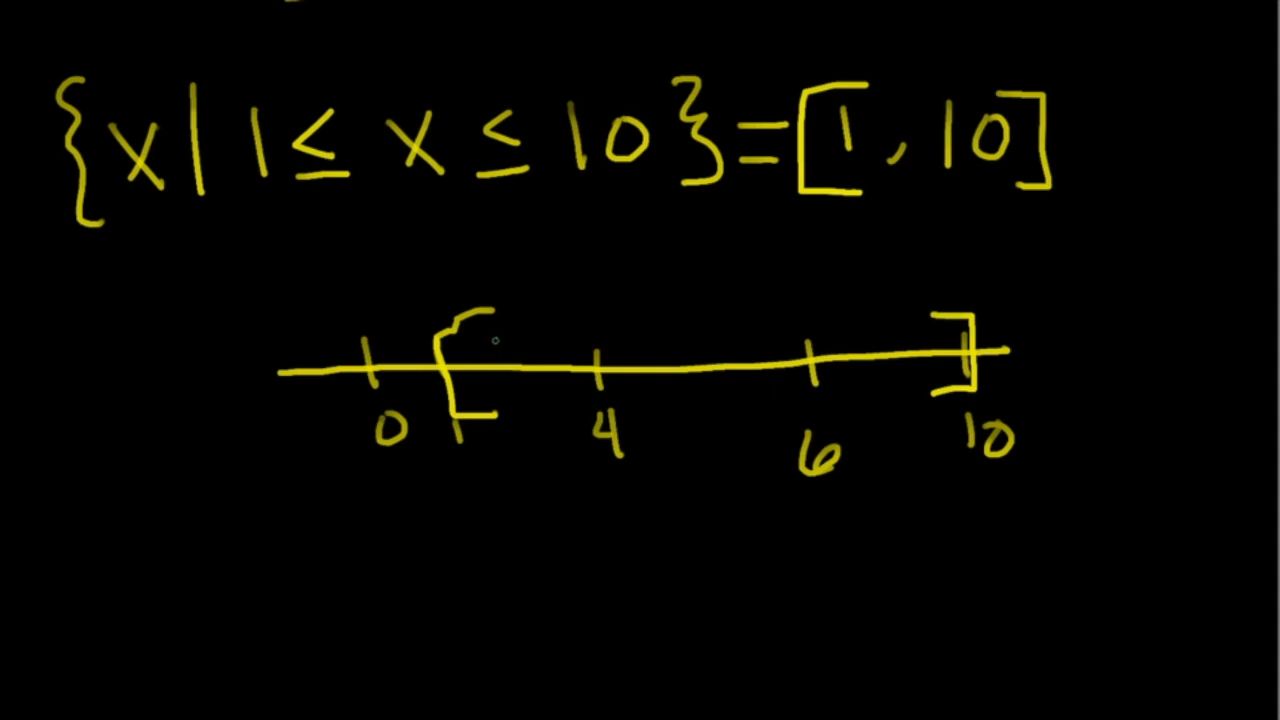 {x| 1 ≤ x ≤ 10} = [1, 10]
[ ]
0 1 4 6 10